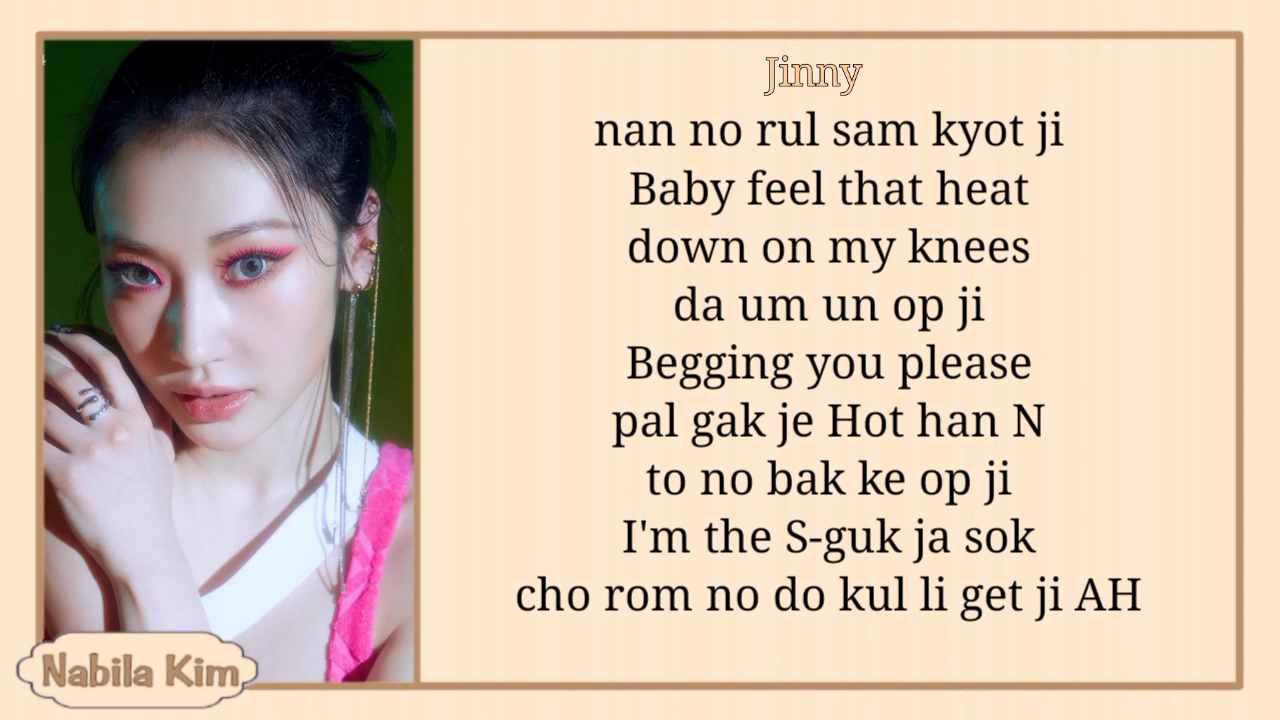 Jinny
nan no rul sam kyot ji
Baby feel that heat
down on my knees
da um un op ji
Begging you please
pal gak je Hot han N
to no bak ke op ji
I'm the S-guk ja sok
cho rom no do kul li get ji AH
Nabila Kim